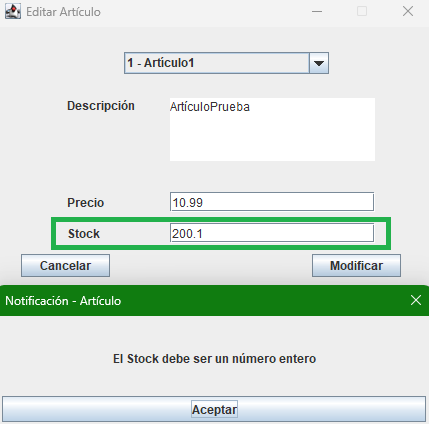 Editar Artículo
1 - Artículo1
Descripción
ArtículoPrueba
Precio
10.99
Stock
200.1
Cancelar
Modificar
Notificación - Artículo
El Stock debe ser un número entero
Aceptar